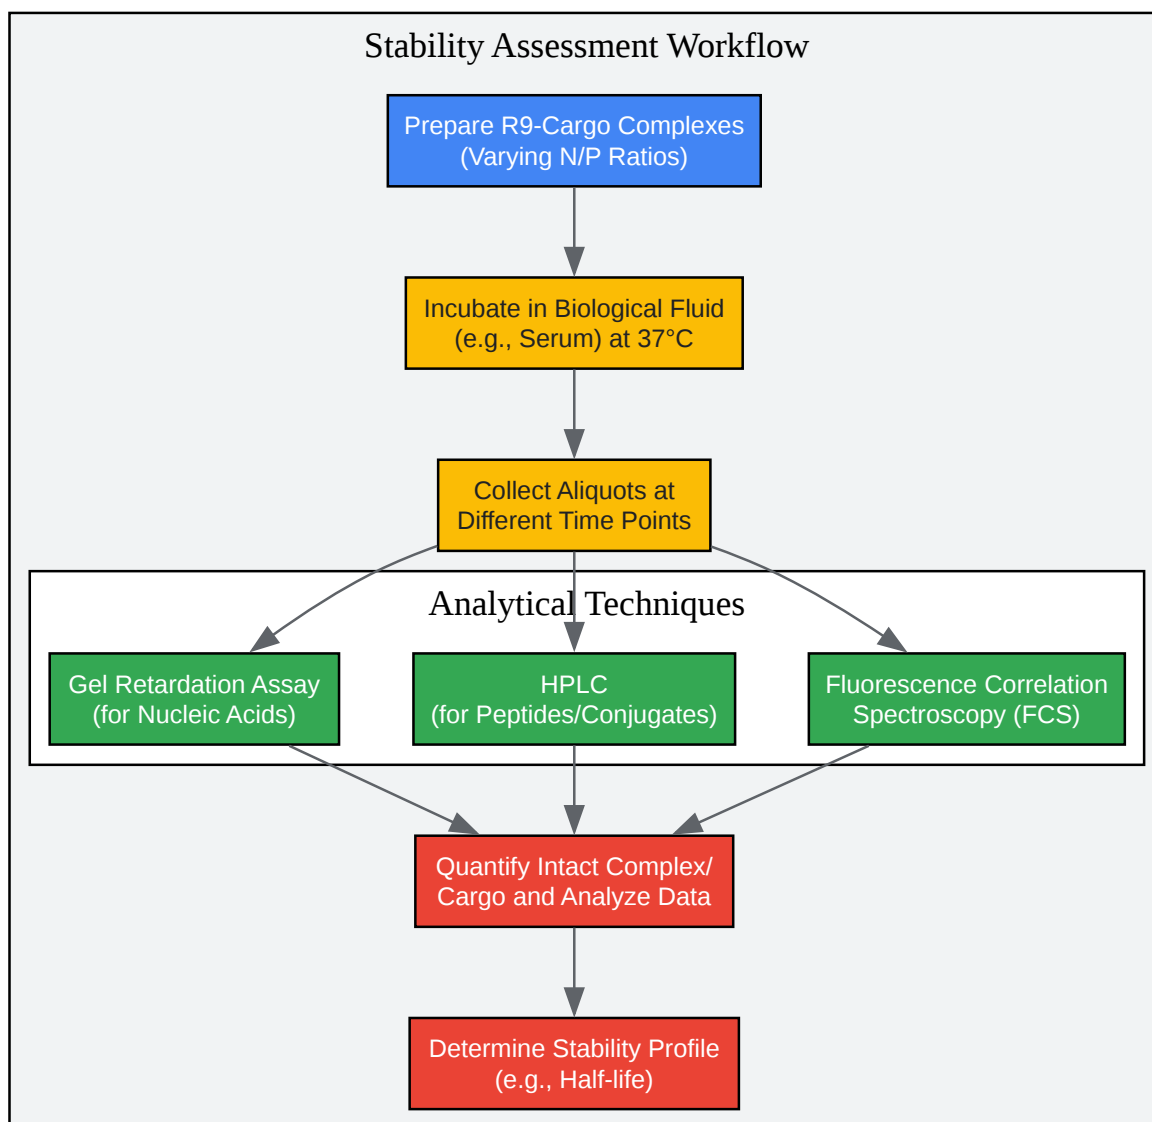 Stability Assessment Workflow
Prepare R9-Cargo Complexes
(Varying N/P Ratios)
Incubate in Biological Fluid
(e.g., Serum) at 37°C
Collect Aliquots at
Different Time Points
Analytical Techniques
Gel Retardation Assay
(for Nucleic Acids)
HPLC
(for Peptides/Conjugates)
Fluorescence Correlation
Spectroscopy (FCS)
Quantify Intact Complex/
Cargo and Analyze Data
Determine Stability Profile
(e.g., Half-life)